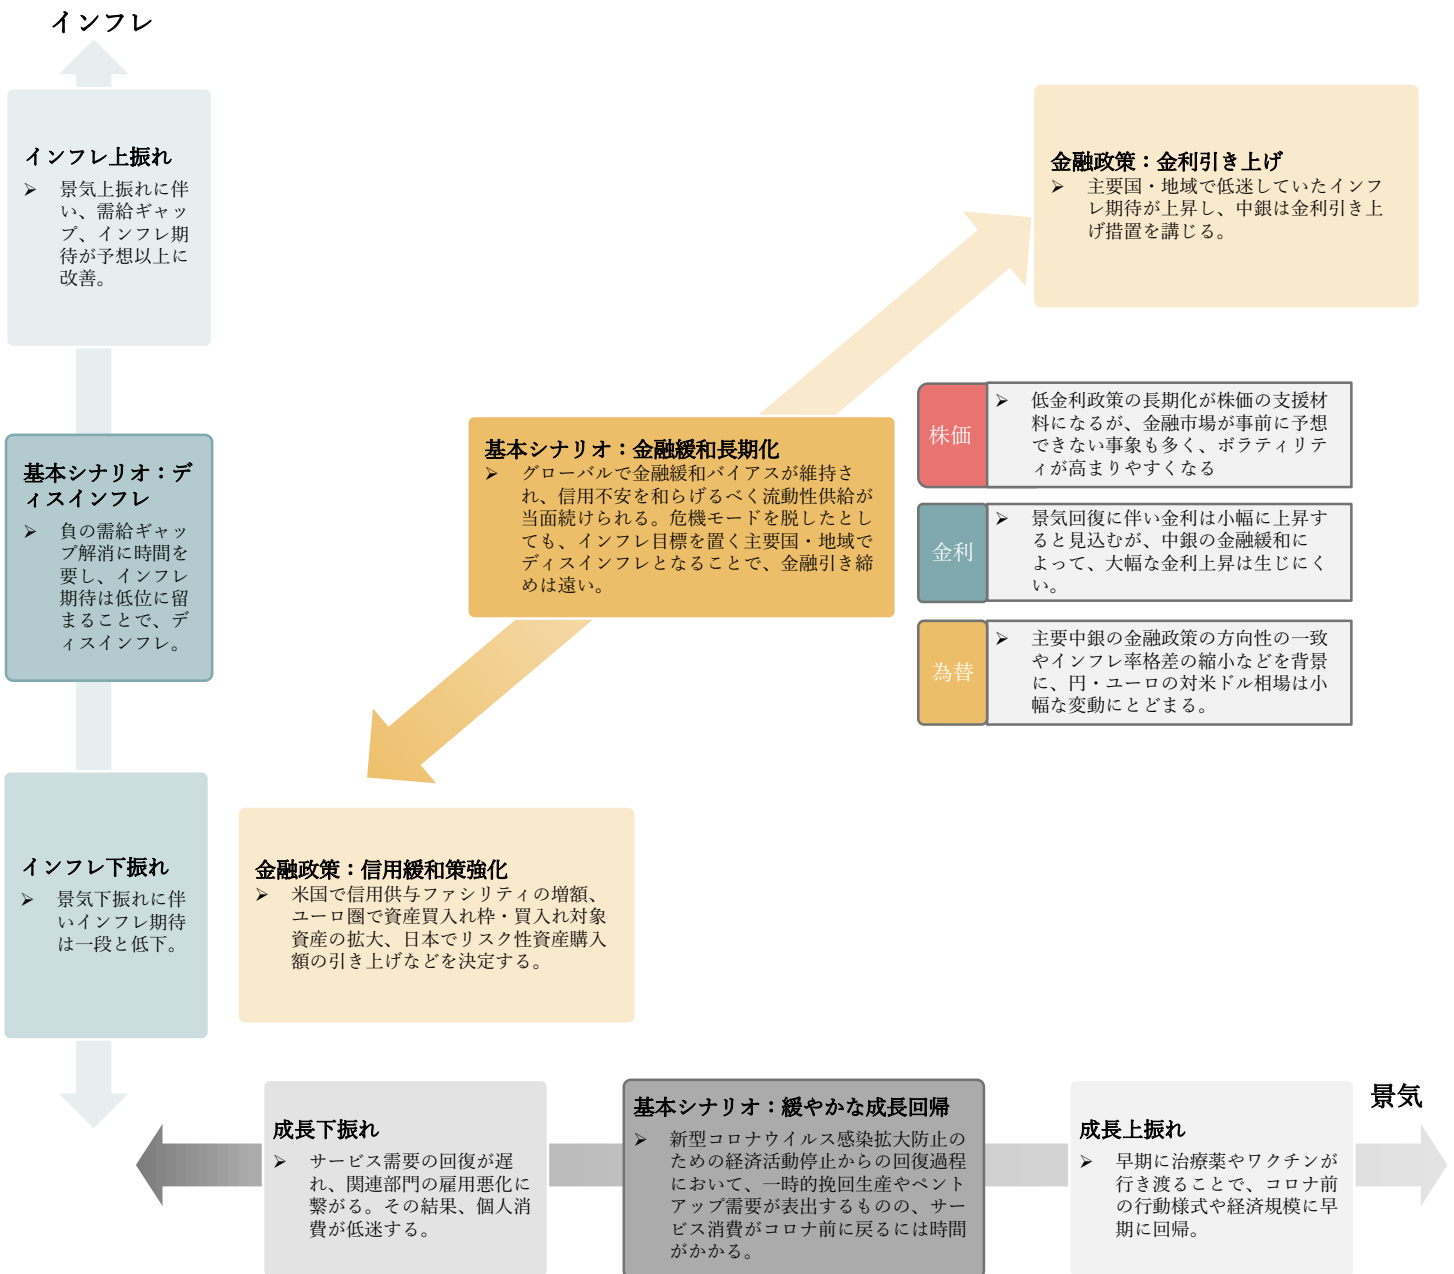 インフレ
インフレ上振れ
➢ 景気上振れに伴
い、需給ギャッ
プ、インフレ期
待が予想以上に
改善。
基本シナリオ：デ
ィスインフレ
➢ 負の需給ギャッ
プ解消に時間を
要し、インフレ
期待は低位に留
まることで、デ
ィスインフレ。
インフレ下振れ
➢ 景気下振れに伴
いインフレ期待
は一段と低下。
金融政策：金利引き上げ
➢ 主要国・地域で低迷していたインフ
レ期待が上昇し、中銀は金利引き上
げ措置を講じる。
基本シナリオ：金融緩和長期化
➢ グローバルで金融緩和バイアスが維持さ
れ、信用不安を和らげるべく流動性供給が
当面続けられる。危機モードを脱したとし
ても、インフレ目標を置く主要国・地域で
ディスインフレとなることで、金融引き締
めは遠い。
株価
➢ 低金利政策の長期化が株価の支援材
料になるが、金融市場が事前に予想
できない事象も多く、ボラティリテ
ィが高まりやすくなる
金利
➢ 景気回復に伴い金利は小幅に上昇す
ると見込むが、中銀の金融緩和に
よって、大幅な金利上昇は生じにく
い。
為替
➢ 主要中銀の金融政策の方向性の一致
やインフレ率格差の縮小などを背景
に、円・ユーロの対米ドル相場は小
幅な変動にとどまる。
金融政策：信用緩和策強化
➢ 米国で信用供与ファシリティの増額、
ユーロ圏で資産買入れ枠・買入れ対象
資産の拡大、日本でリスク性資産購入
額の引き上げなどを決定する。
成長下振れ
➢ サービス需要の回復が遅
れ、関連部門の雇用悪化に
繋がる。その結果、個人消
費が低迷する。
基本シナリオ：緩やかな成長回帰
➢ 新型コロナウイルス感染拡大防止の
ための経済活動停止からの回復過程
において、一時的挽回生産やペント
アップ需要が表出するものの、サー
ビス消費がコロナ前に戻るには時間
がかかる。
成長上振れ
➢ 早期に治療薬やワクチンが
行き渡ることで、コロナ前
の行動様式や経済規模に早
期に回帰。
景気